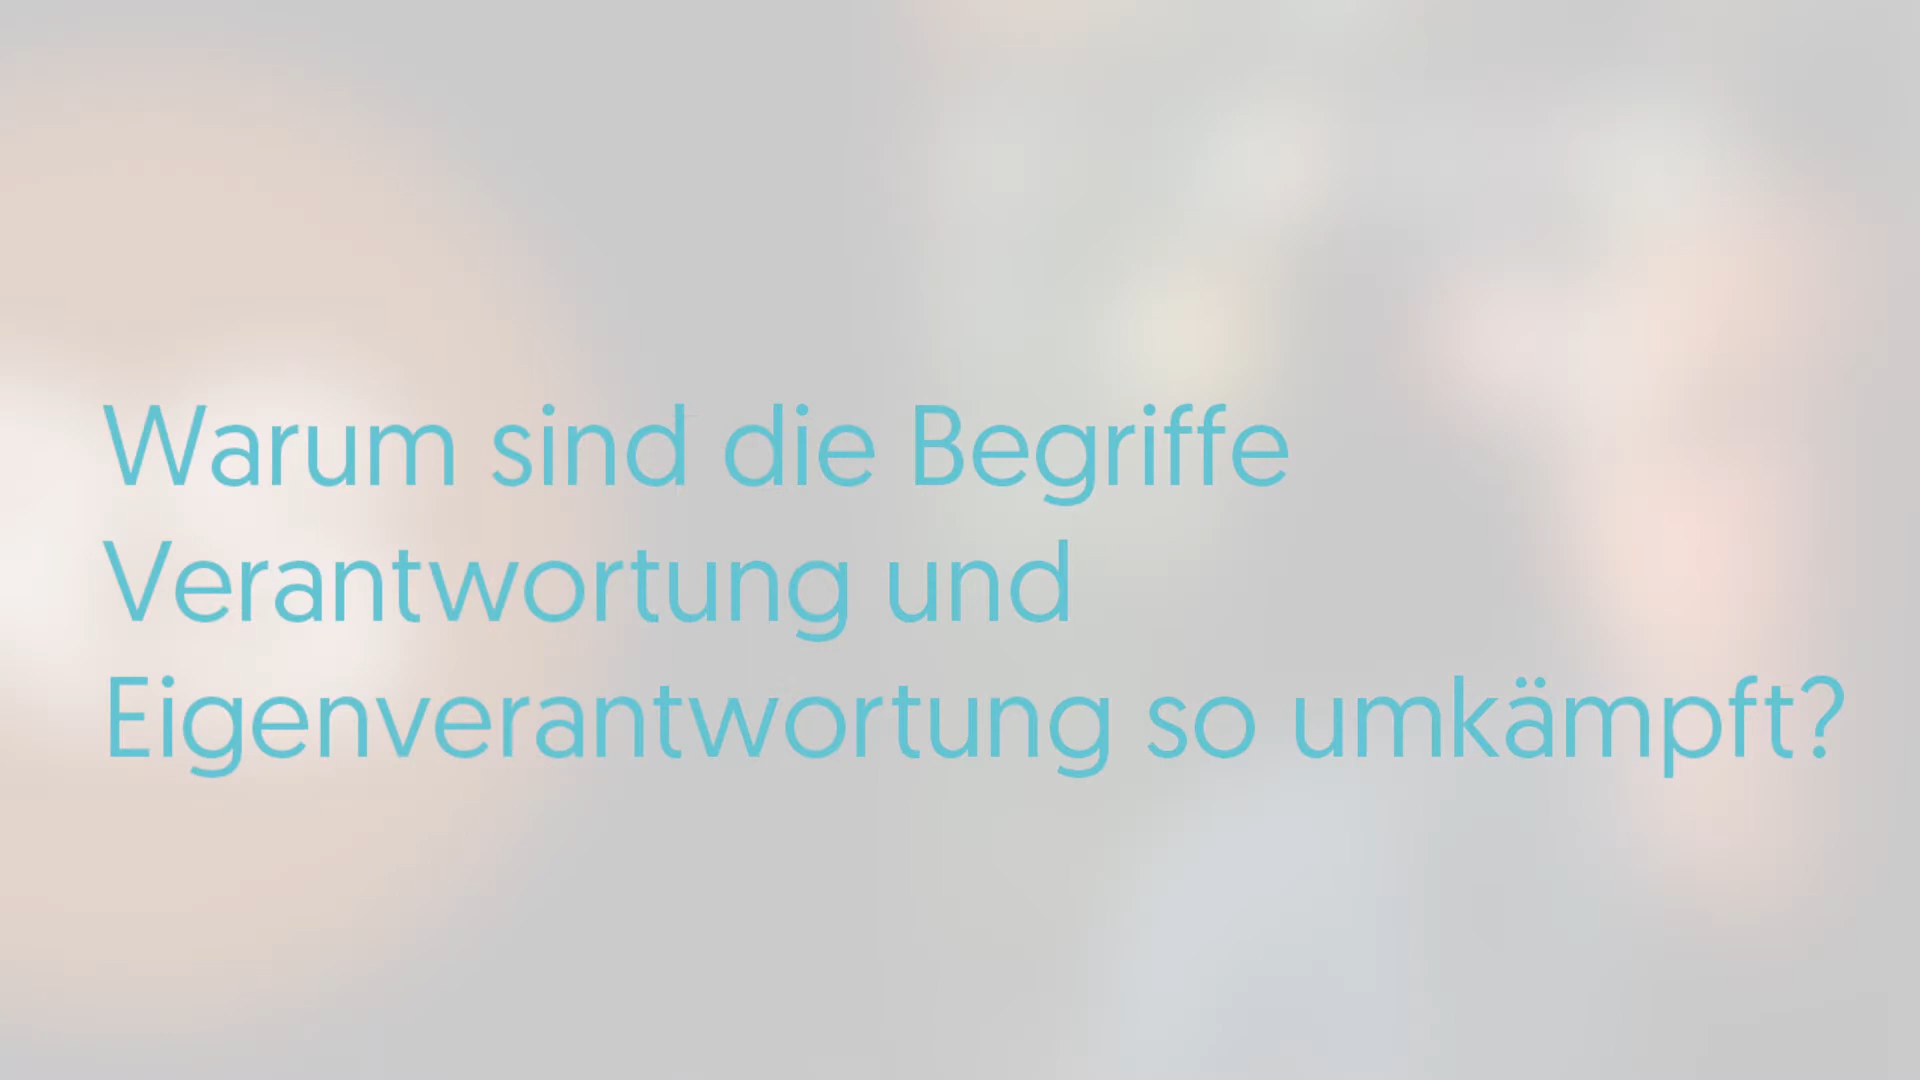 Warum sind die Begriffe
Verantwortung und
Eigenverantwortung so umkämpft?